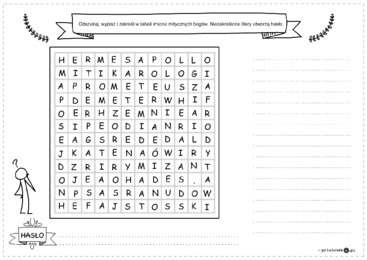 Odszukaj, wypisz i zakreśl w tabeli imiona mitycznych bogów. Niezakreślone litery utworzą hasło.
H E R M E S A P O L L O
M I T I K A R O L O G I
A P R O M E T E U S Z A
P D E M E T E R W H I F
O E R H Z E M N I E A R
S I P E O D I A N R I O
E A G S R E D E D A L D
J K A T E N A Ó W I R Y
D Z R I R Y M I Z A N T
O J E A O H A D E S . A
N P S A S R A N U D O W
H E F A J S T O S S K I
?
HASŁO